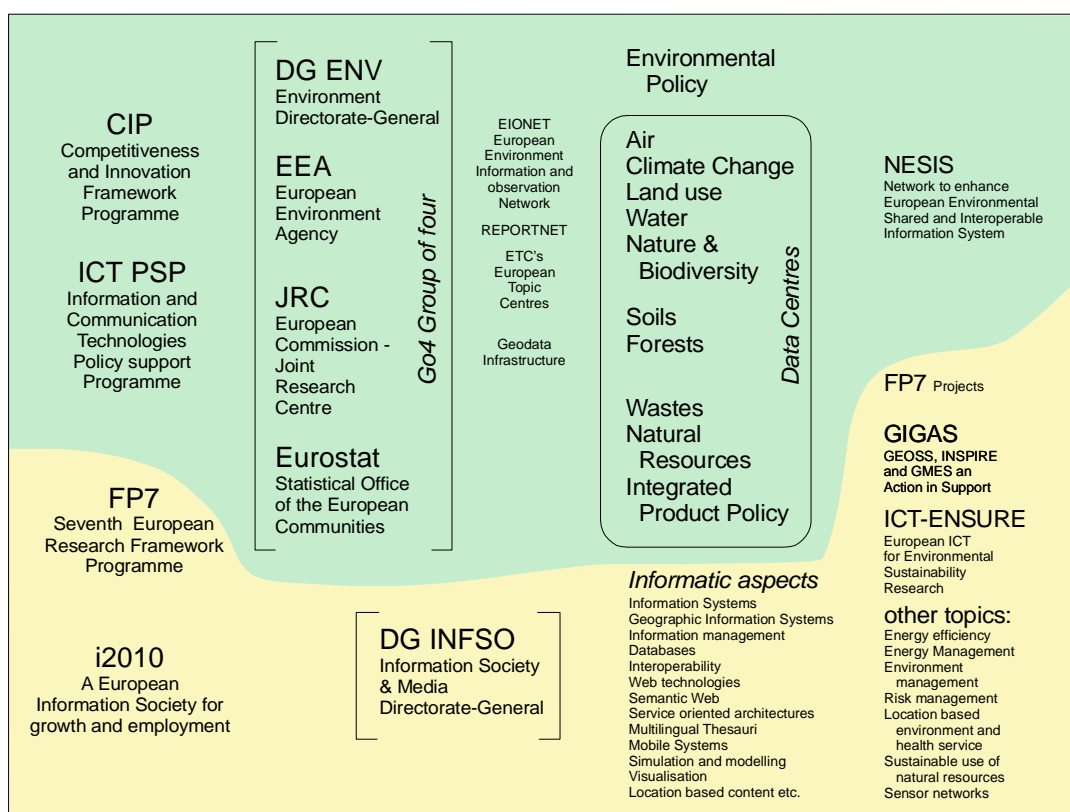 CIP
Competitiveness
and Innovation
Framework
Programme
ICT PSP
Information and
Communication
Technologies
Policy support
Programme
FP7
Seventh European
Research Framework
Programme
i2010
A European
Information Society for
growth and employment
DG ENV
Environment
Directorate-General
EEA
European
Environment
Agency
JRC
European
Commission -
Joint
Research
Centre
Eurostat
Statistical Office
of the European
Communities
Go4 Group of four
DG INFSO
Information Society
& Media
Directorate-General
EIONET
European
Environment
Information and
observation
Network
REPORTNET
ETC's
European
Topic
Centres
Geodata
Infrastructure
Environmental
Policy
Air
Climate Change
Land use
Water
Nature &
Biodiversity
Soils
Forests
Wastes
Natural
Resources
Integrated
Product Policy
Data Centres
Informatic aspects
Information Systems
Geographic Information Systems
Information management
Databases
Interoperability
Web technologies
Semantic Web
Service oriented architectures
Multilingual Thesauri
Mobile Systems
Simulation and modelling
Visualisation
Location based content etc.
NESIS
Network to enhance
European Environmental
Shared and Interoperable
Information System
FP7 Projects
GIGAS
GEOSS, INSPIRE
and GMES an
Action in Support
ICT-ENSURE
European ICT
for Environmental
Sustainability
Research
other topics:
Energy efficiency
Energy Management
Environment
management
Risk management
Location based
environment and
health service
Sustainable use of
natural resources
Sensor networks